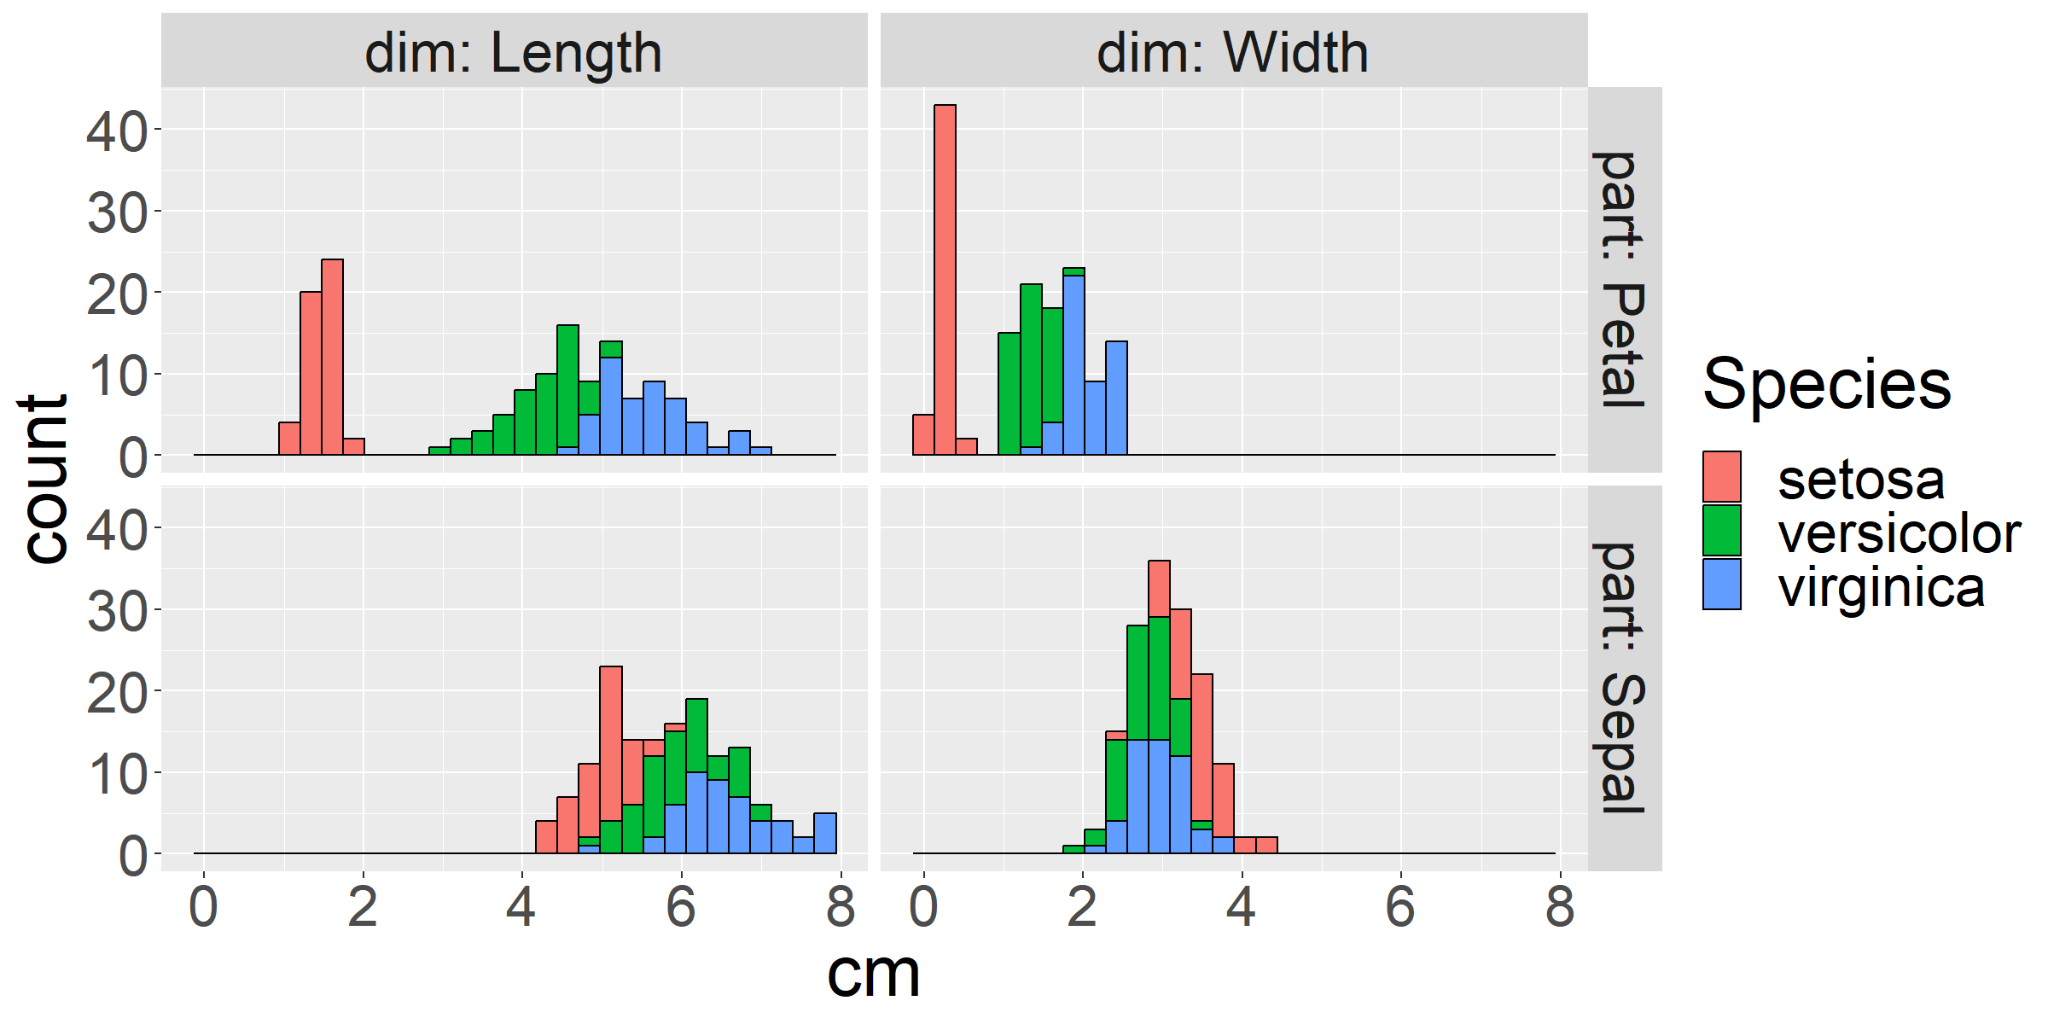 dim: Length
dim: Width
count
40
30
20
10
0
part: Petal
40
30
20
10
0
part: Sepal
0 2 4 6 8
0 2 4 6 8
cm
Species
setosa
versicolor
virginica